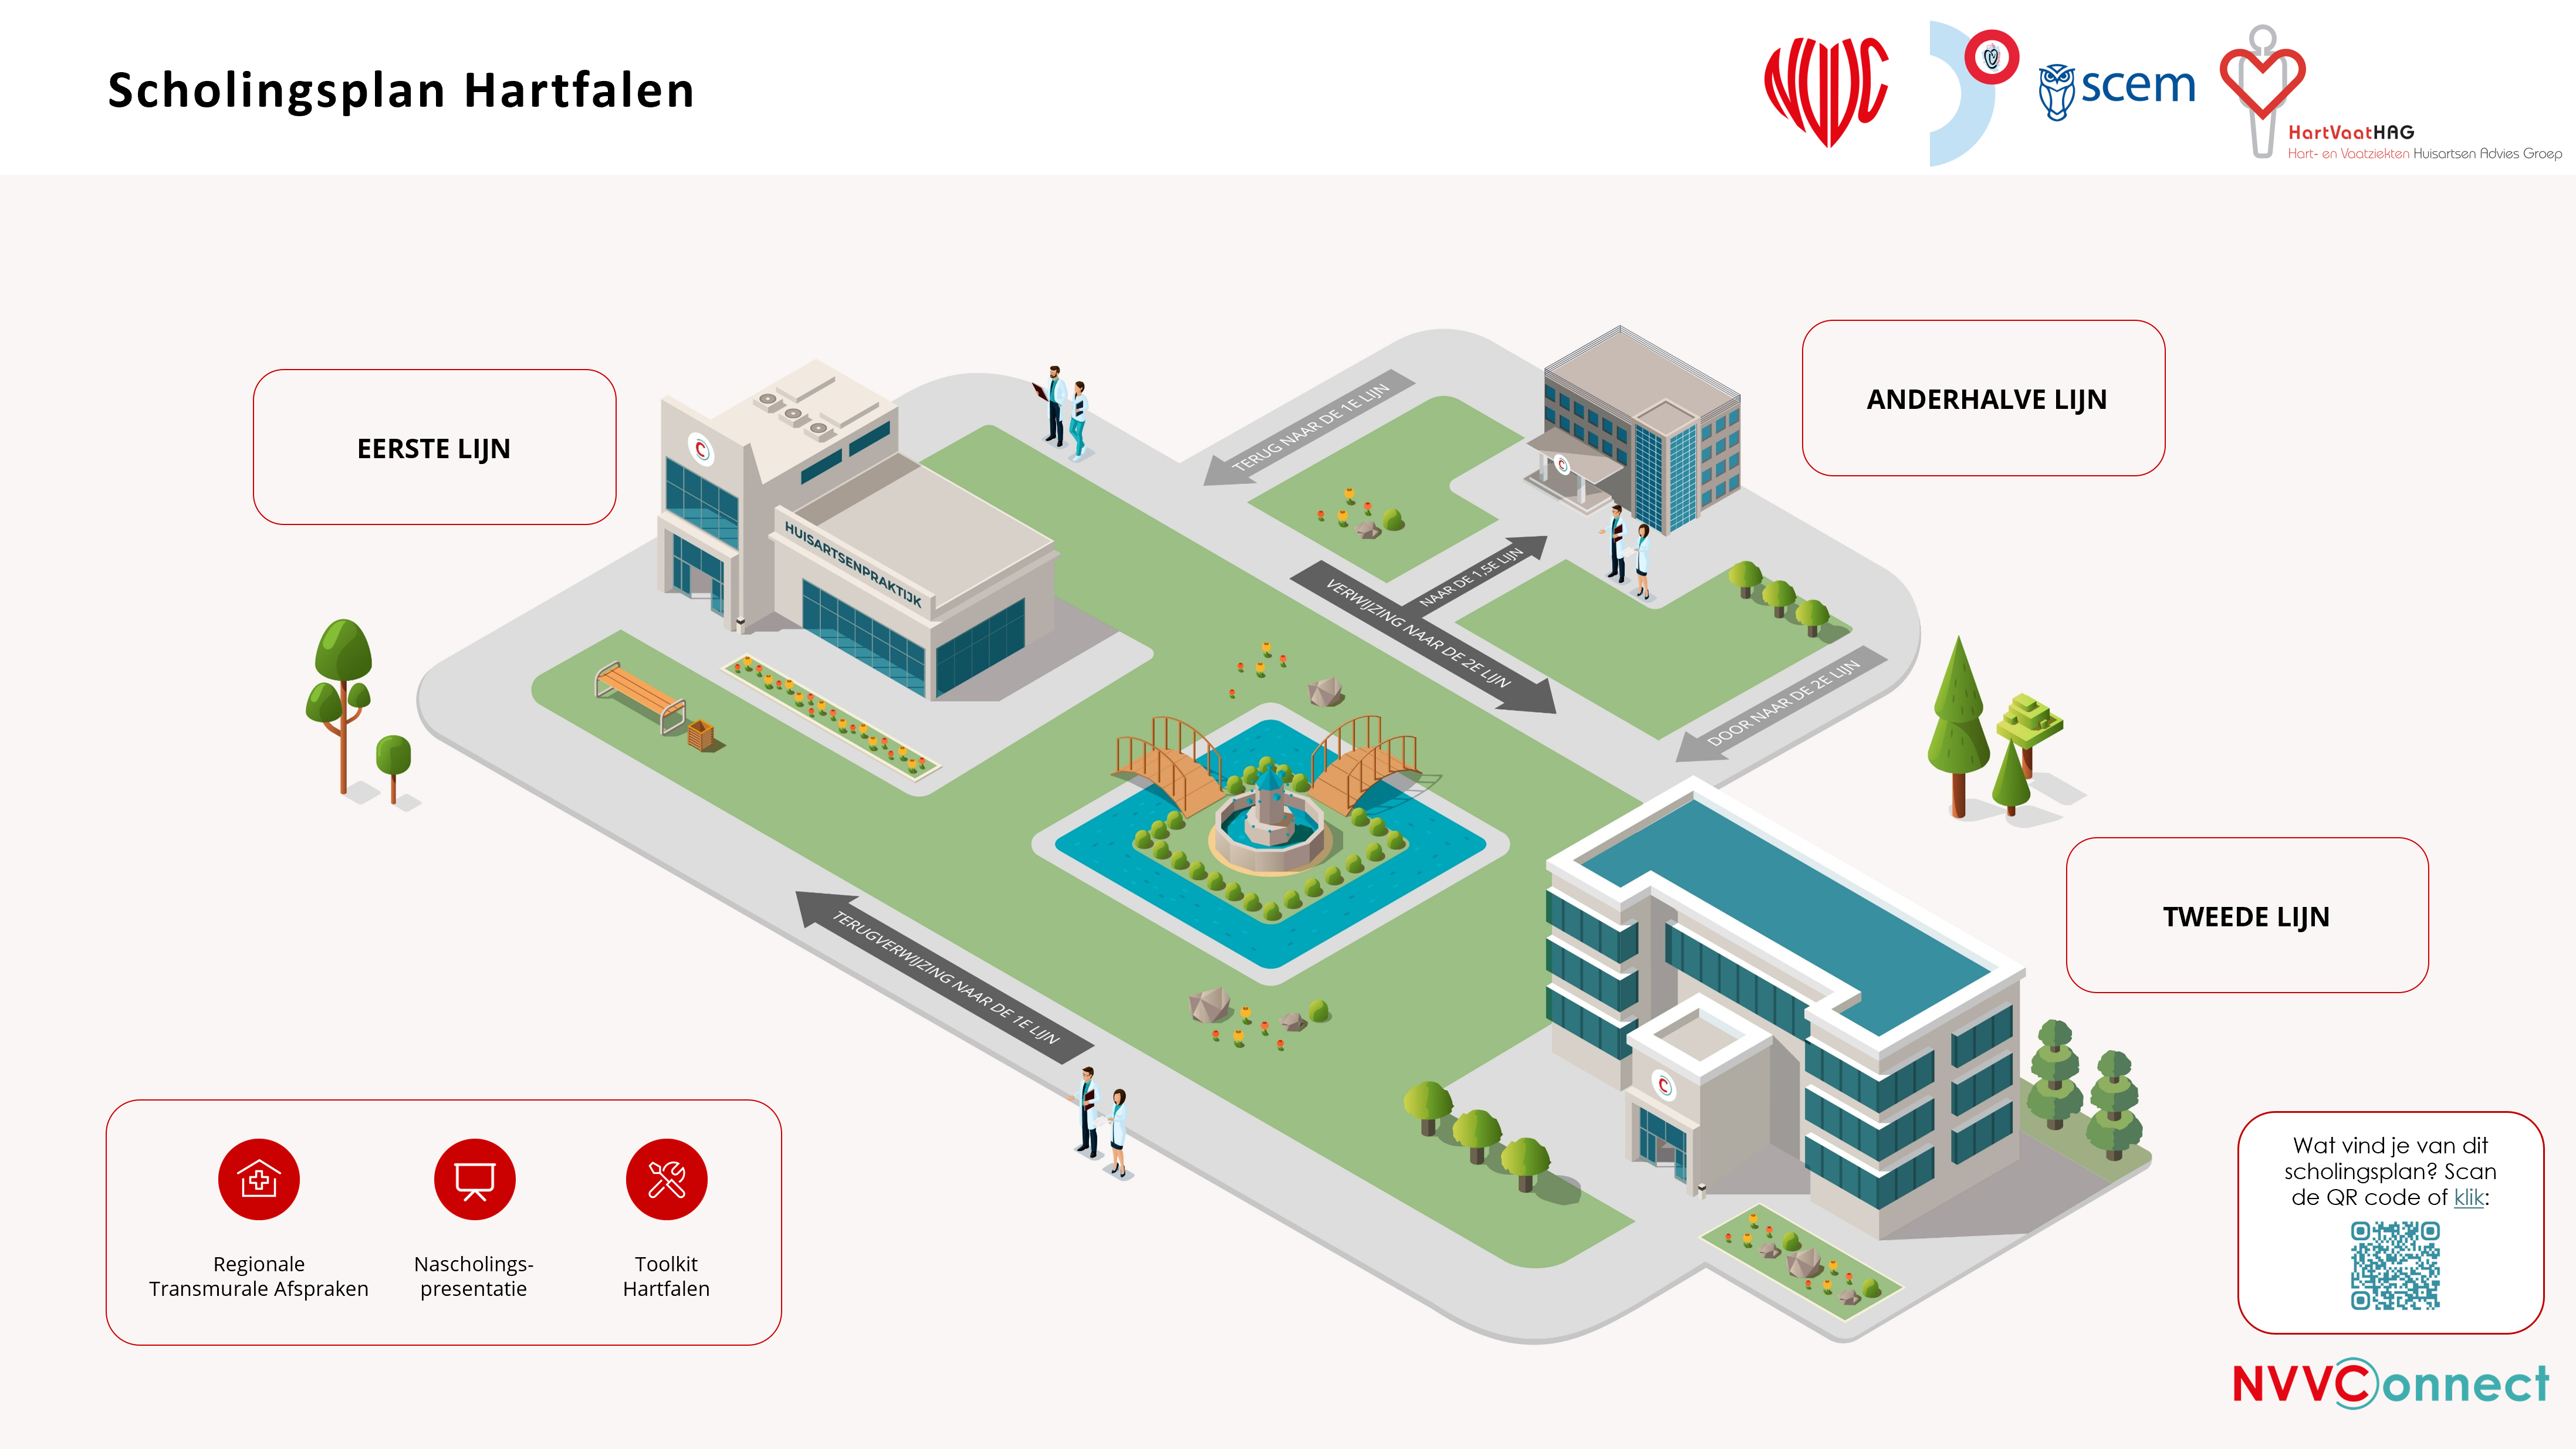 Scholingsplan Hartfalen
NVVC
scem
HartVaatHAG
Hart- en Vaatziekten Huisartsen Advies Groep
EERSTE LIJN
ANDERHALVE LIJN
TERUG NAAR DE 1E LIJN
HUISARTSENPRAKTIJK
NAAR DE 1,5E LIJN
VERWIJZING NAAR DE 2E LIJN
DOOR NAAR DE 2E LIJN
TWEEDE LIJN
TERUGVERWIJZING NAAR DE 1E LIJN
Regionale
Transmurale Afspraken
Nascholings-
presentatie
Toolkit
Hartfalen
Wat vind je van dit
scholingsplan? Scan
de QR code of klik:
NVVConnect